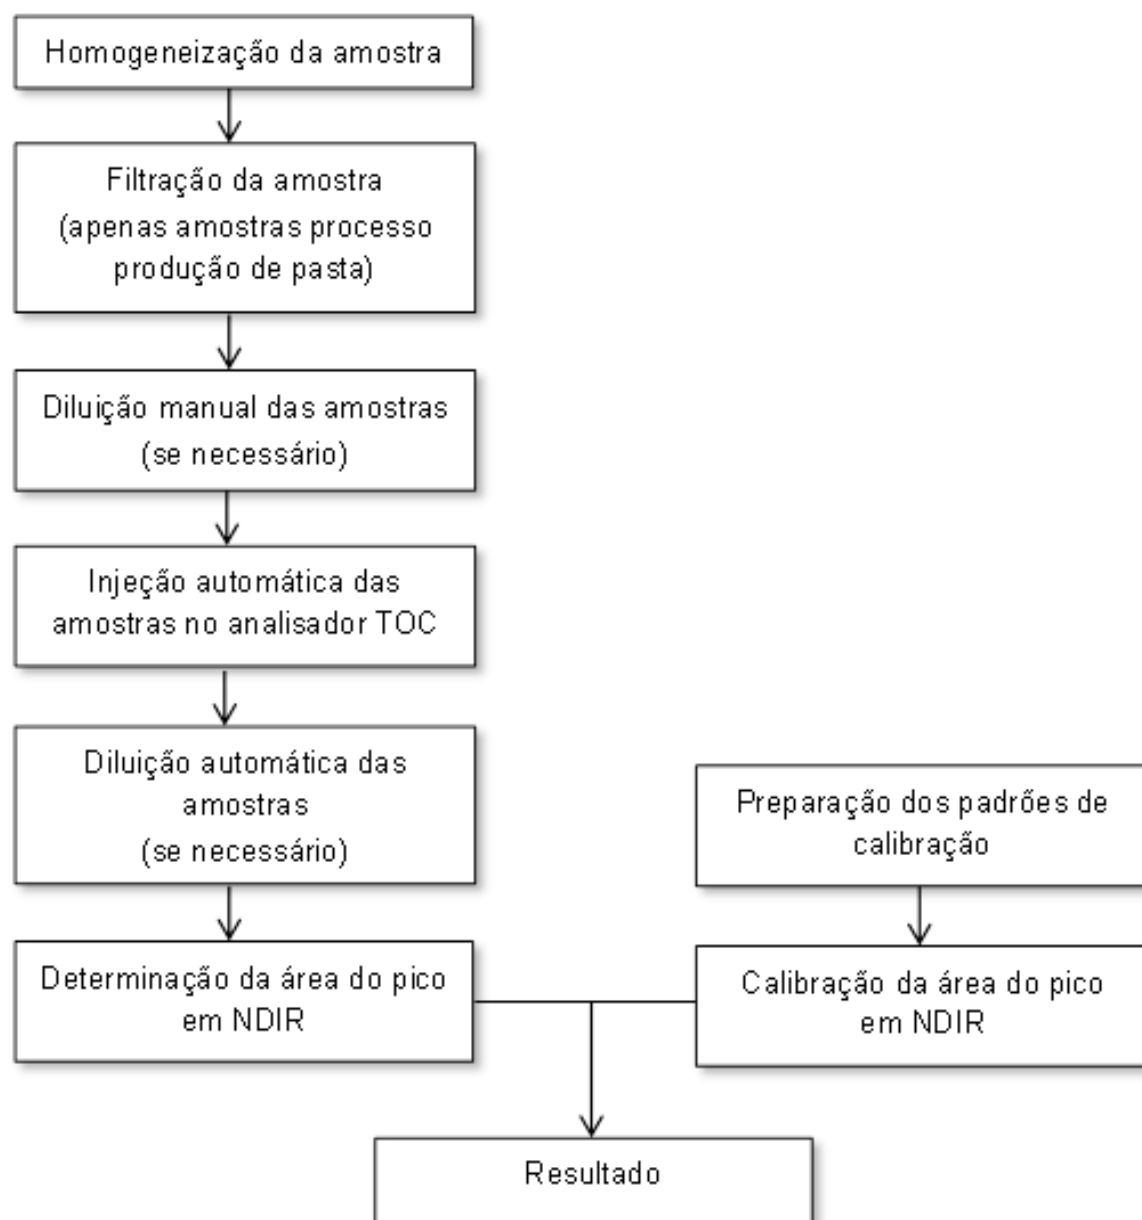 Homogeneização da amostra
Filtração da amostra
(apenas amostras processo
produção de pasta)
Diluição manual das amostras
(se necessário)
Injeção automática das
amostras no analisador TOC
Diluição automática das
amostras
(se necessário)
Determinação da área do pico
em NDIR
Preparação dos padrões de
calibração
Calibração da área do pico
em NDIR
Resultado